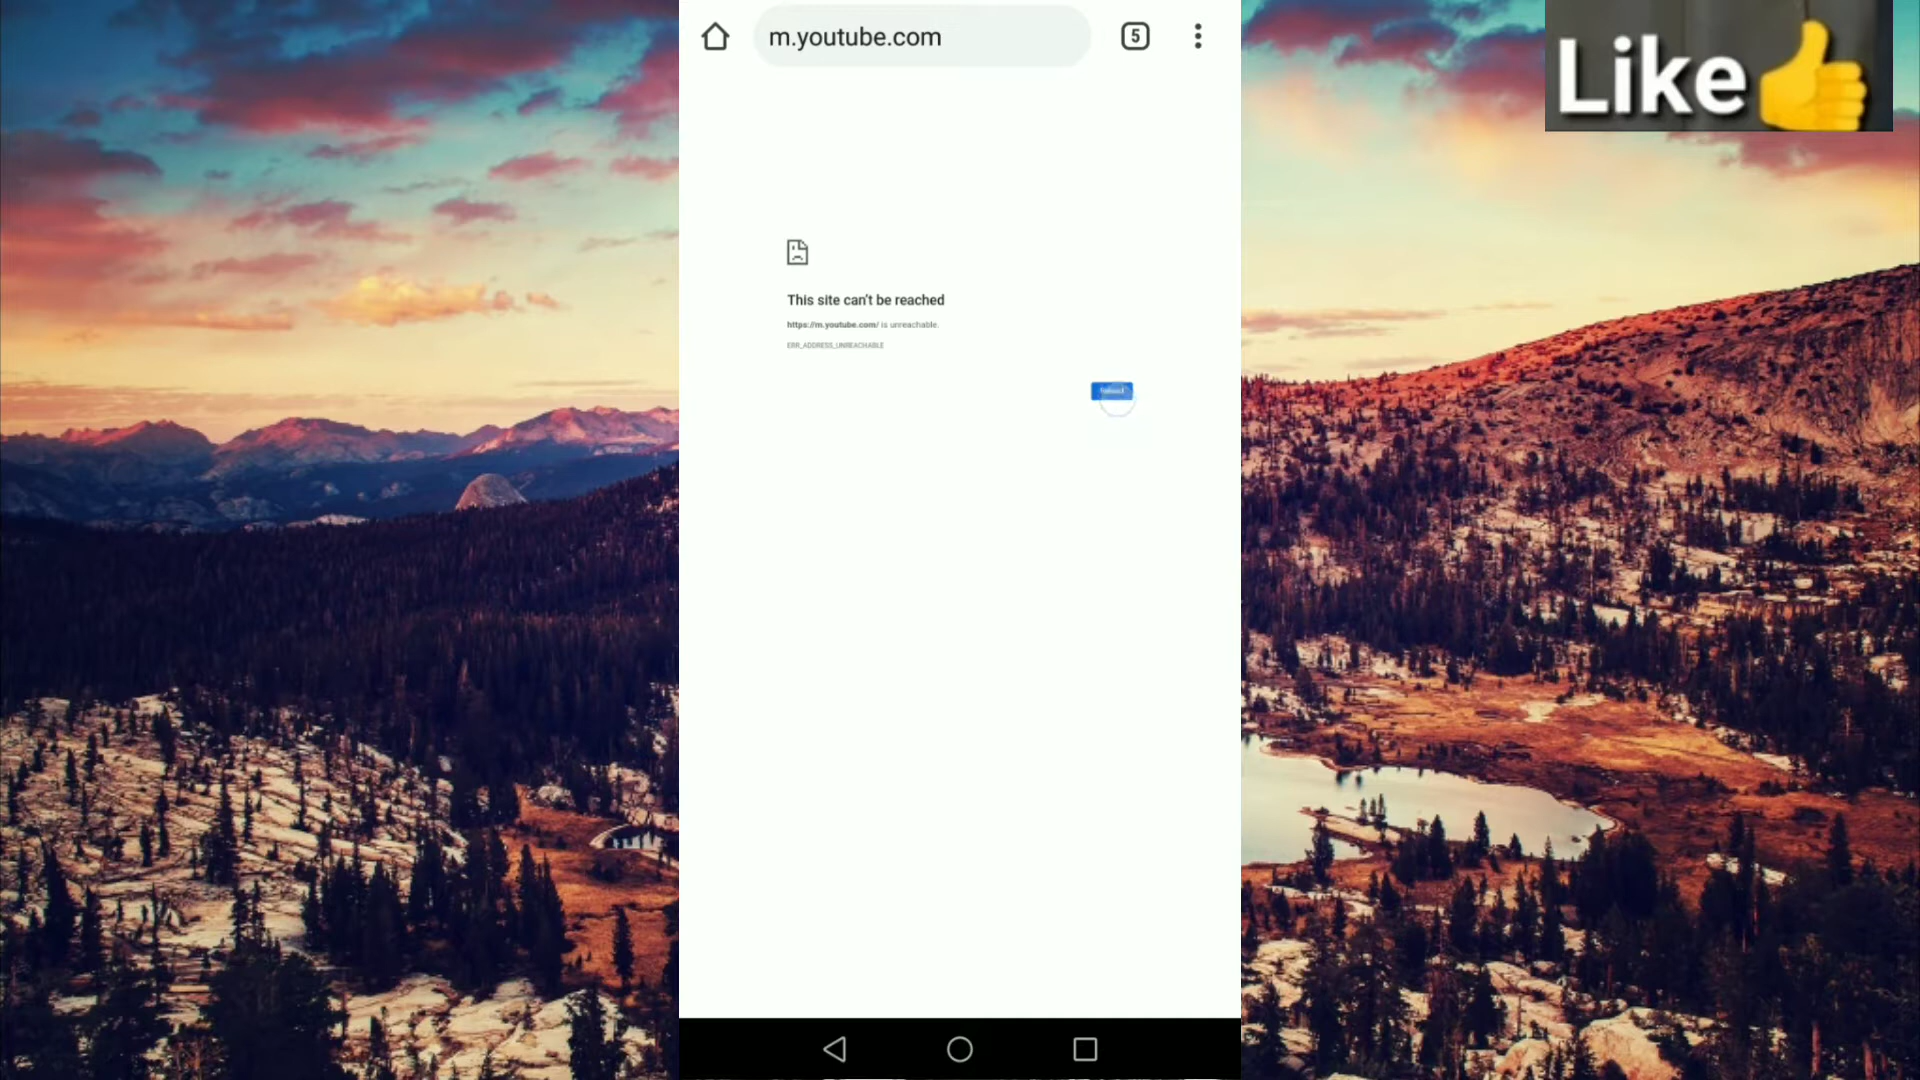 m.youtube.com
5
Like👍
This site can't be reached
https://m.youtube.com/ is unreachable.
ERR_ADDRESS_UNREACHABLE